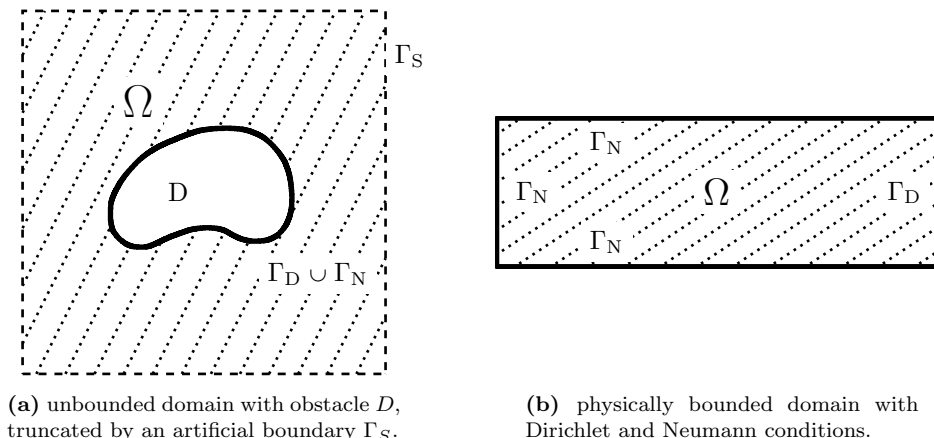 Γ_S
Ω
D
Γ_D ∪ Γ_N
Γ_N
Γ_N
Ω
Γ_D
Γ_N
(a) unbounded domain with obstacle D,
truncated by an artificial boundary Γ_S.
(b) physically bounded domain with
Dirichlet and Neumann conditions.